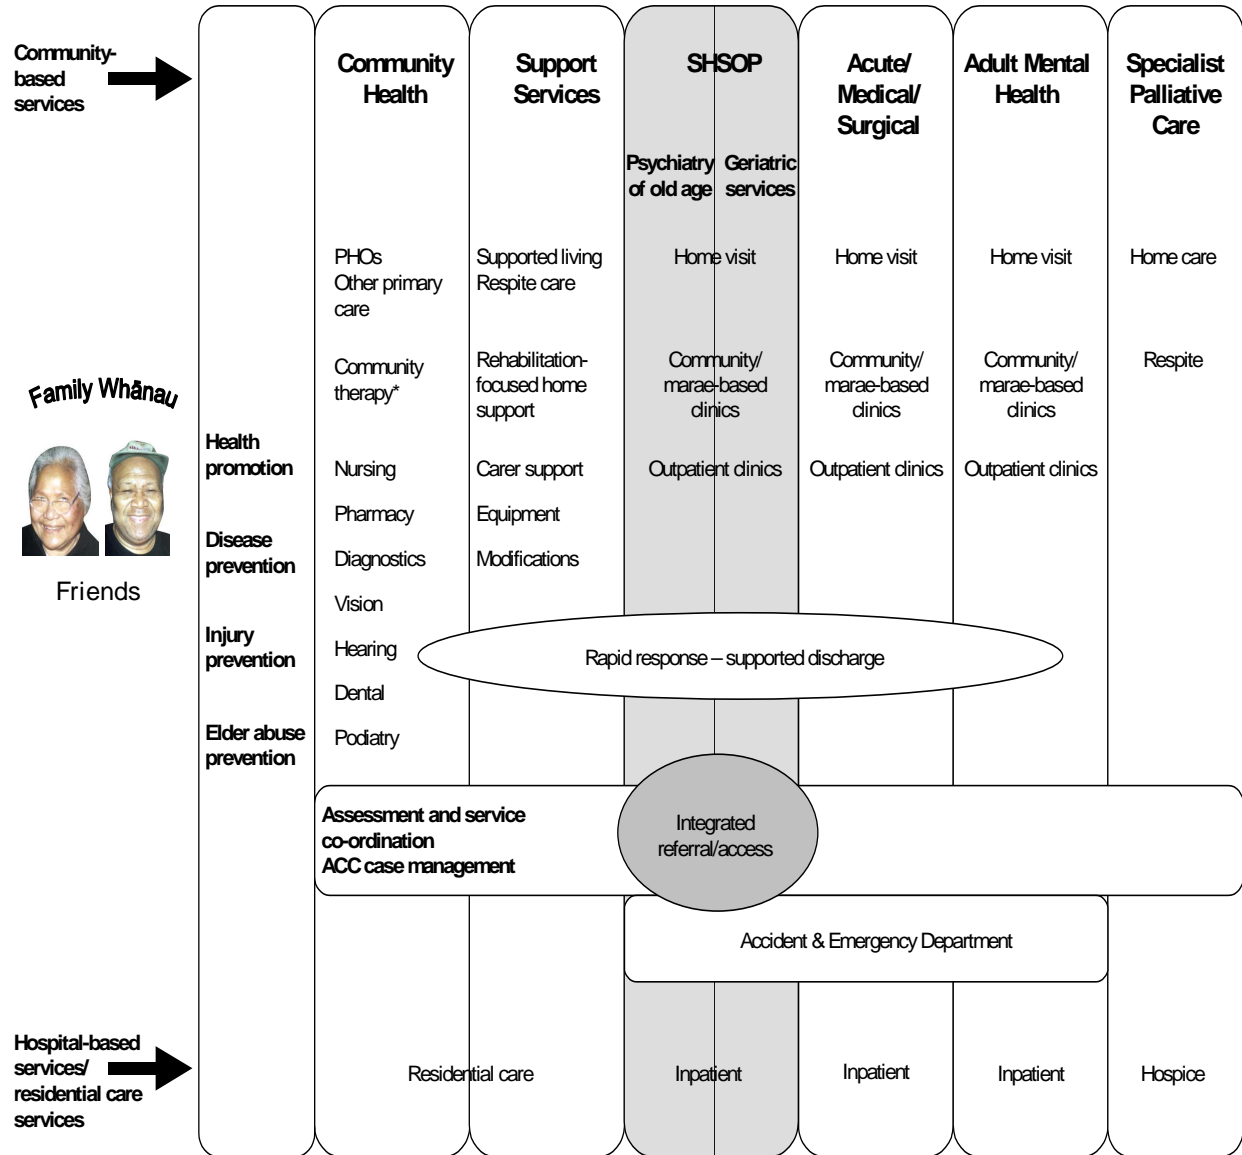 Community-
based
services
Community
Health
Support
Services
SHSOP
Acute/
Medical/
Surgical
Adult Mental
Health
Specialist
Palliative
Care
Psychiatry
of old age
Geriatric
services
PHOs
Other primary
care
Supported living
Respite care
Home visit
Home visit
Home visit
Home care
Community
therapy*
Rehabilitation-
focused home
support
Community/
marae-based
clinics
Community/
marae-based
clinics
Community/
marae-based
clinics
Respite
Family Whānau
Friends
Health
promotion
Disease
prevention
Injury
prevention
Elder abuse
prevention
Nursing
Carer support
Outpatient clinics
Outpatient clinics
Outpatient clinics
Pharmacy
Equipment
Diagnostics
Modifications
Vision
Hearing
Rapid response – supported discharge
Dental
Podiatry
Assessment and service
co-ordination
ACC case management
Integrated
referral/access
Accident & Emergency Department
Hospital-based
services/
residential care
services
Residential care
Inpatient
Inpatient
Inpatient
Hospice